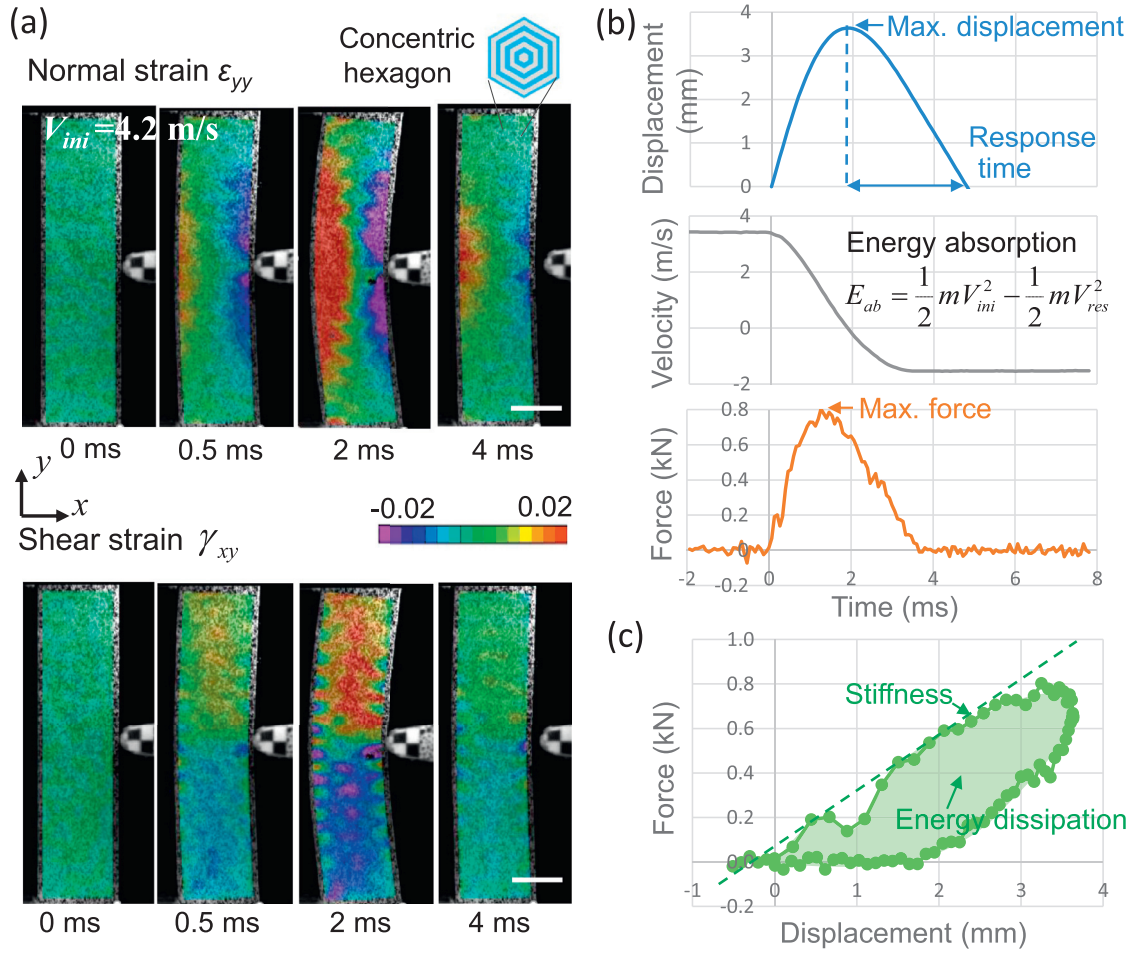 (a)
Normal strain εyy
Concentric
hexagon
Vini=4.2 m/s
0 ms
0.5 ms
2 ms
4 ms
y
x
Shear strain γxy
-0.02
0.02
0 ms
0.5 ms
2 ms
4 ms
(b)
Displacement
(mm)
4
3
2
1
0
Max. displacement
Response
time
Velocity (m/s)
4
2
0
-2
Energy absorption
Eab = 1/2 mVini² − 1/2 mVres²
Force (kN)
0.8
0.6
0.4
0.2
0
-0.2
Max. force
-2
0
2
4
6
8
Time (ms)
(c)
Force (kN)
1.0
0.8
0.6
0.4
0.2
0.0
-0.2
Stiffness
Energy dissipation
-1
0
1
2
3
4
Displacement (mm)